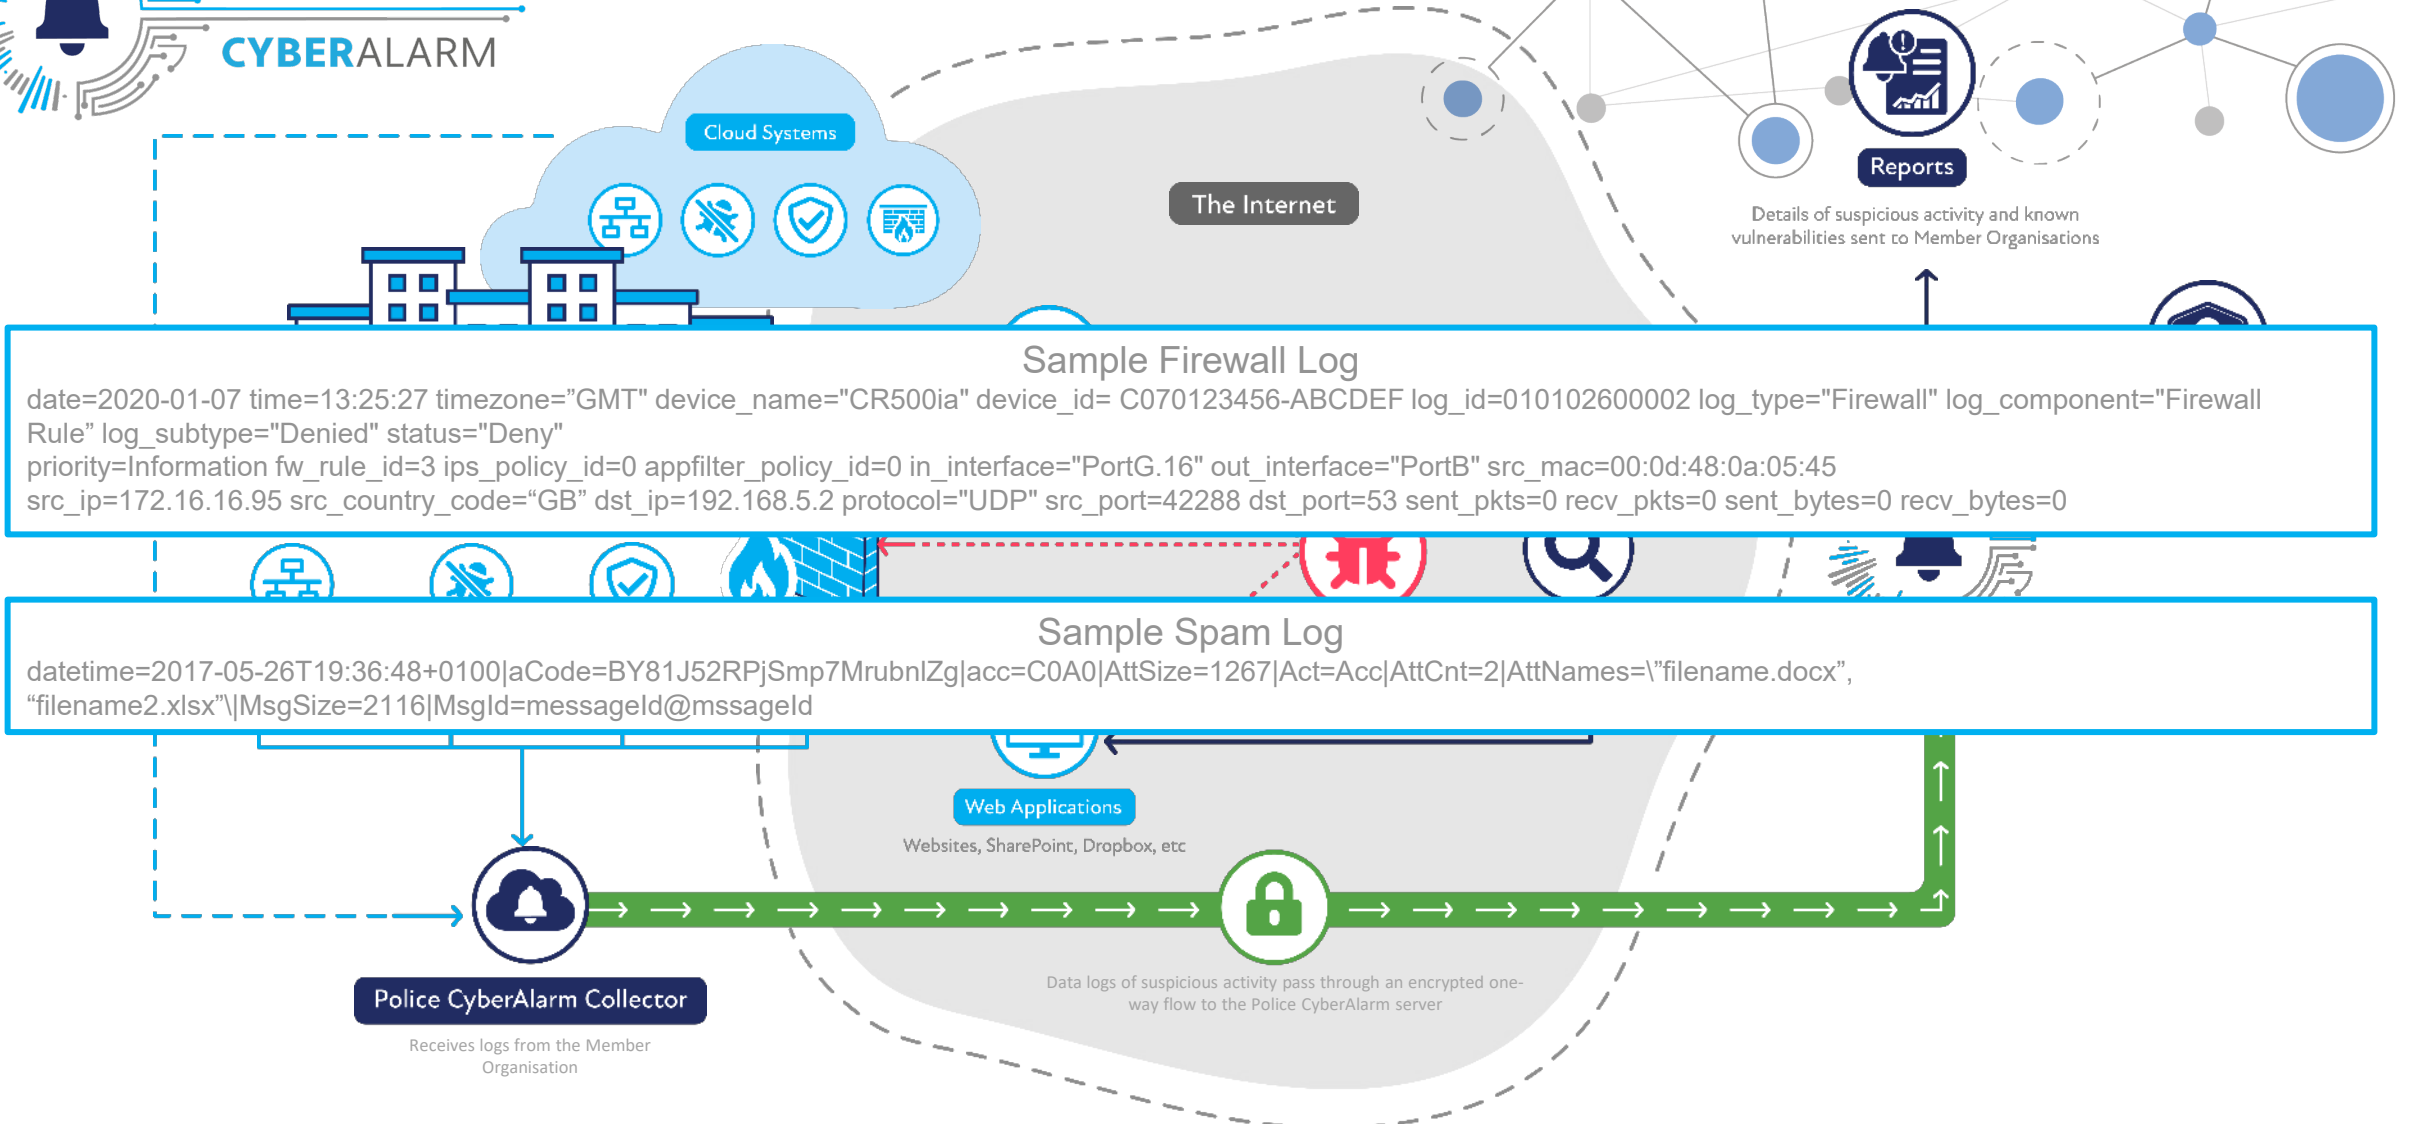 CYBERALARM
Cloud Systems
The Internet
Reports
Details of suspicious activity and known
vulnerabilities sent to Member Organisations
Sample Firewall Log
date=2020-01-07 time=13:25:27 timezone=”GMT" device_name="CR500ia" device_id= C070123456-ABCDEF log_id=010102600002 log_type="Firewall" log_component="Firewall
Rule” log_subtype="Denied" status="Deny"
priority=Information fw_rule_id=3 ips_policy_id=0 appfilter_policy_id=0 in_interface="PortG.16" out_interface="PortB" src_mac=00:0d:48:0a:05:45
src_ip=172.16.16.95 src_country_code=“GB” dst_ip=192.168.5.2 protocol="UDP" src_port=42288 dst_port=53 sent_pkts=0 recv_pkts=0 sent_bytes=0 recv_bytes=0
Sample Spam Log
datetime=2017-05-26T19:36:48+0100|aCode=BY81J52RPjSmp7MrubnlZg|acc=C0A0|AttSize=1267|Act=Acc|AttCnt=2|AttNames=\”filename.docx”,
“filename2.xlsx”\|MsgSize=2116|MsgId=messageId@mssageId
Web Applications
Websites, SharePoint, Dropbox, etc
Police CyberAlarm Collector
Receives logs from the Member
Organisation
Data logs of suspicious activity pass through an encrypted one-
way flow to the Police CyberAlarm server